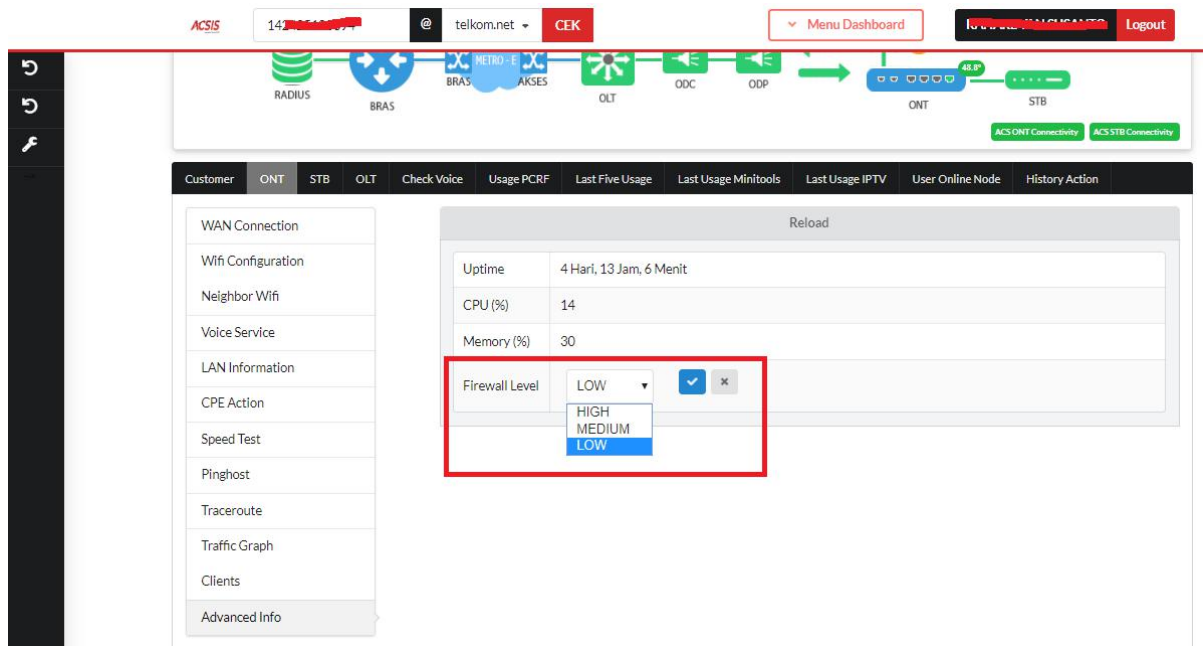 ACSIS @ telkom.net CEK Menu Dashboard Logout
METRO-E
RADIUS BRAS BRAS AKSES OLT ODC ODP 48.8° ONT STB
ACS ONT Connectivity ACS STB Connectivity
Customer ONT STB OLT Check Voice Usage PCRF Last Five Usage Last Usage Minitools Last Usage IPTV User Online Node History Action
WAN Connection
Wifi Configuration
Neighbor Wifi
Voice Service
LAN Information
CPE Action
Speed Test
Pinghost
Traceroute
Traffic Graph
Clients
Advanced Info
Reload
Uptime 4 Hari, 13 Jam, 6 Menit
CPU (%) 14
Memory (%) 30
Firewall Level LOW
HIGH
MEDIUM
LOW